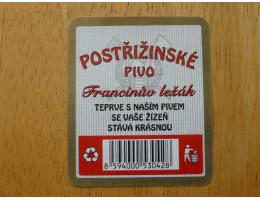 POSTŘIŽINSKÉ
PIVO
Francinův ležák
TEPRVE S NAŠÍM PIVEM
SE VAŠE ŽÍZEŇ
STÁVÁ KRÁSNOU
8 594000 530428